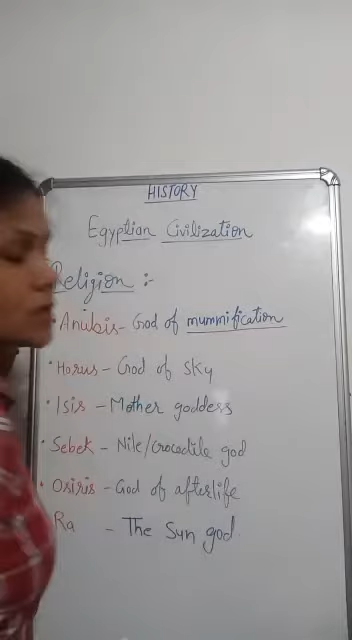 HISTORY
Egyptian Civilization
Religion :-
• Anubis - God of mummification
• Horus - God of sky
• Isis - Mother goddess
• Sebek - Nile/crocodile god
• Osiris - God of afterlife
Ra - The Sun god.